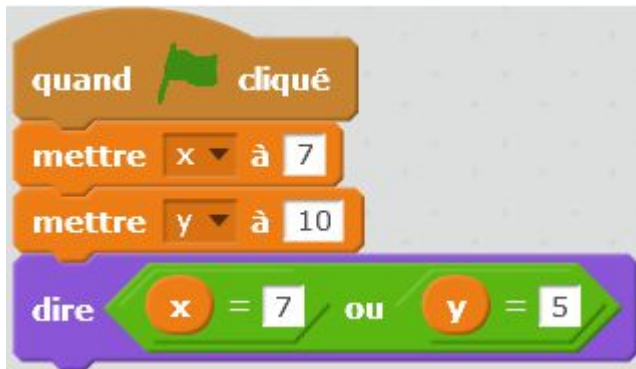 quand cliqué
mettre x à 7
mettre y à 10
dire x = 7 ou y = 5